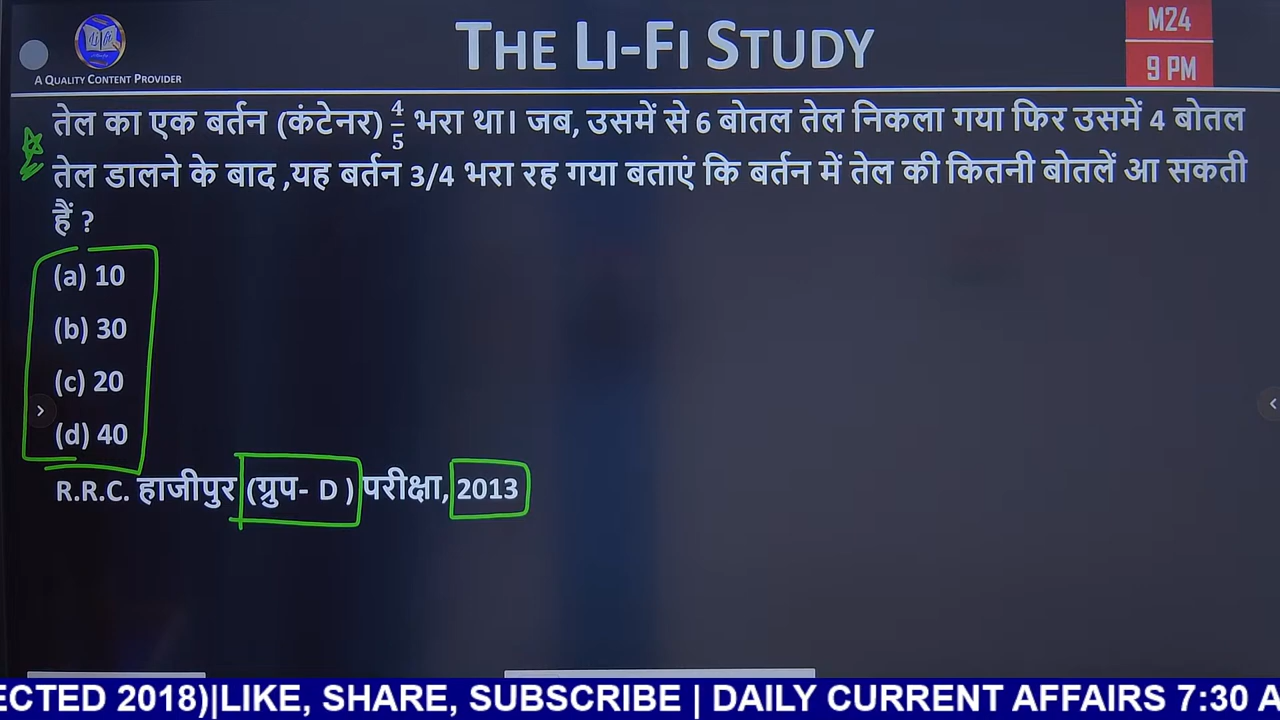 THE LI-FI STUDY
M24
9 PM
A QUALITY CONTENT PROVIDER
तेल का एक बर्तन (कंटेनर) 4/5 भरा था। जब, उसमें से 6 बोतल तेल निकला गया फिर उसमें 4 बोतल
तेल डालने के बाद ,यह बर्तन 3/4 भरा रह गया बताएं कि बर्तन में तेल की कितनी बोतलें आ सकती
हैं ?
(a) 10
(b) 30
(c) 20
(d) 40
R.R.C. हाजीपुर (ग्रुप- D ) परीक्षा, 2013
ECTED 2018)|LIKE, SHARE, SUBSCRIBE | DAILY CURRENT AFFAIRS 7:30 A